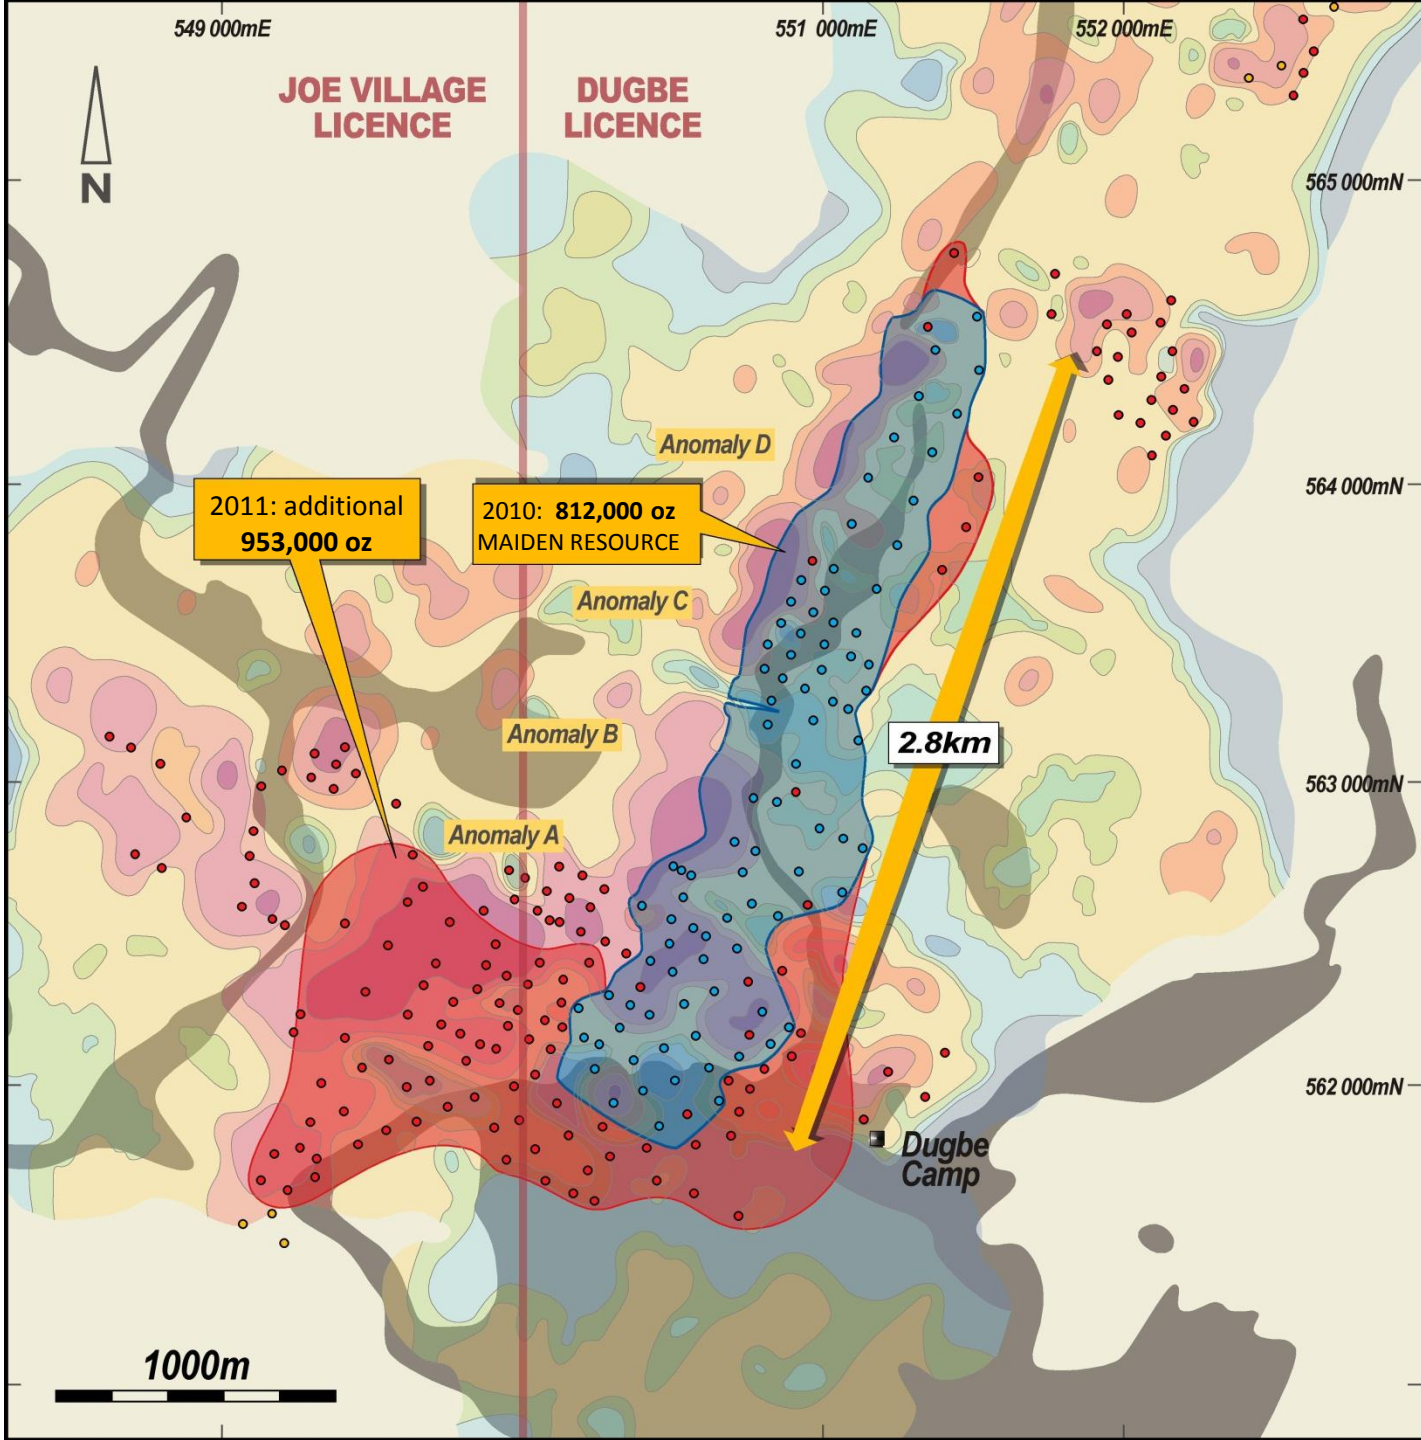 549 000mE
551 000mE
552 000mE
JOE VILLAGE
LICENCE
DUGBE
LICENCE
N
565 000mN
Anomaly D
564 000mN
2011: additional
953,000 oz
2010: 812,000 oz
MAIDEN RESOURCE
Anomaly C
Anomaly B
2.8km
563 000mN
Anomaly A
562 000mN
Dugbe
Camp
1000m